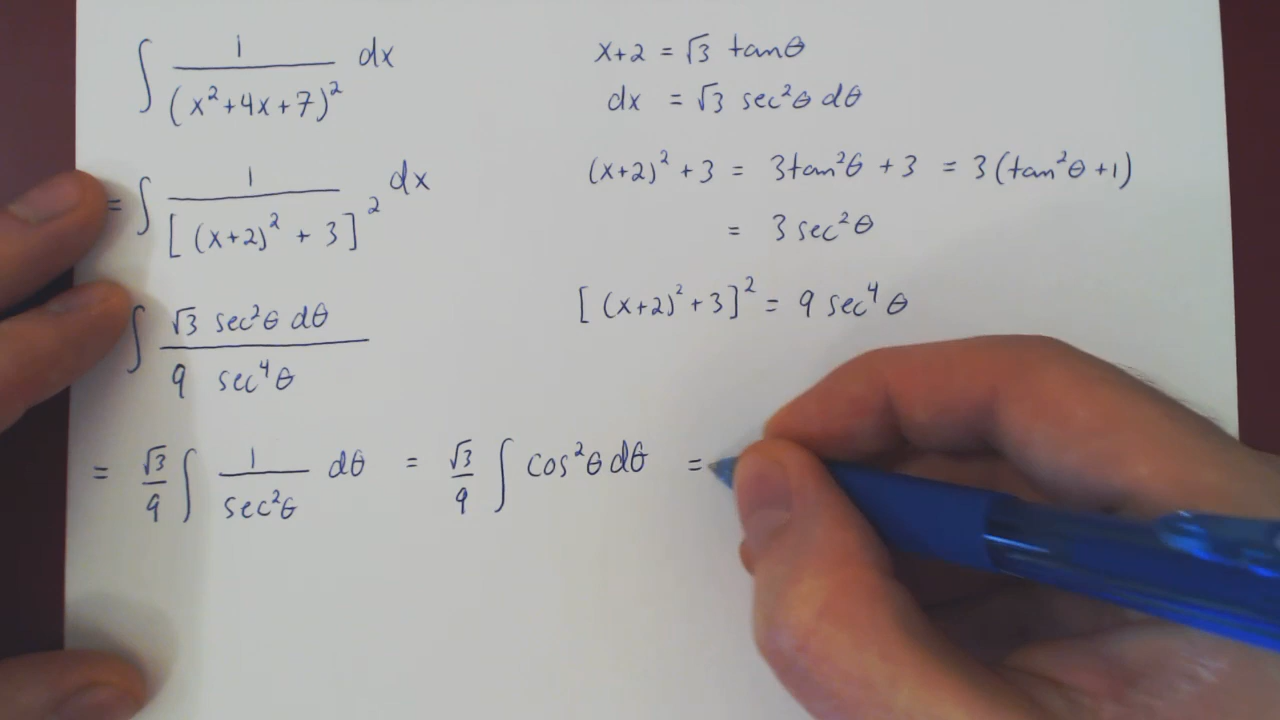 ∫ 1/(x²+4x+7)² dx
= ∫ 1/[(x+2)² + 3]² dx
∫ √3 sec²θ dθ / 9 sec⁴θ
= √3/9 ∫ 1/sec²θ dθ = √3/9 ∫ cos²θ dθ =
x+2 = √3 tanθ
dx = √3 sec²θ dθ
(x+2)² + 3 = 3tan²θ + 3 = 3(tan²θ +1)
= 3 sec²θ
[(x+2)² + 3]² = 9 sec⁴θ